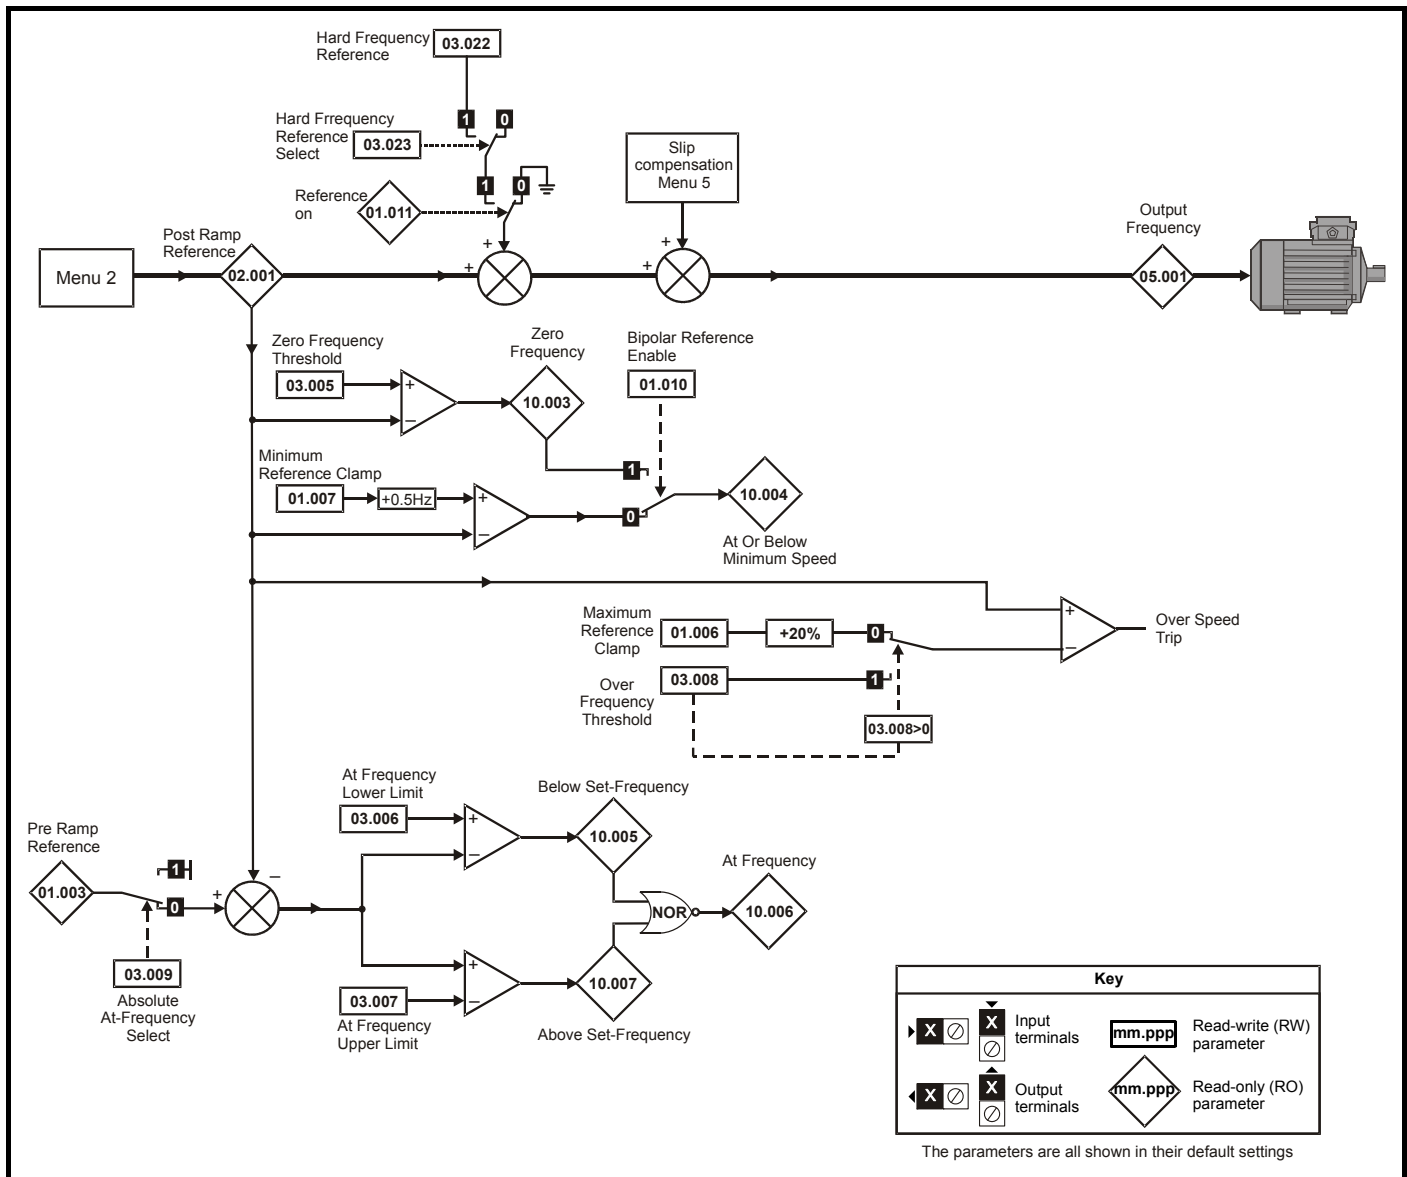 Hard Frequency
Reference
03.022
1 0
Hard Frrequency
Reference
Select
03.023
1 0
Reference
on
01.011
Slip
compensation
Menu 5
Output
Frequency
Post Ramp
Reference
+
+
+
+
Menu 2
02.001
05.001
Zero Frequency
Threshold
03.005
+
–
Zero
Frequency
10.003
Bipolar Reference
Enable
01.010
Minimum
Reference Clamp
01.007
+0.5Hz
+
–
1
0
10.004
At Or Below
Minimum Speed
Maximum
Reference
Clamp
01.006
+20%
0
+
–
Over Speed
Trip
Over
Frequency
Threshold
03.008
1
03.008>0
At Frequency
Lower Limit
03.006
+
–
Below Set-Frequency
10.005
Pre Ramp
Reference
01.003
1
0
+
–
03.009
Absolute
At-Frequency
Select
NOR
At Frequency
10.006
03.007
+
–
At Frequency
Upper Limit
10.007
Above Set-Frequency
Key
X
X
Input
terminals
mm.ppp
Read-write (RW)
parameter
X
X
Output
terminals
mm.ppp
Read-only (RO)
parameter
The parameters are all shown in their default settings